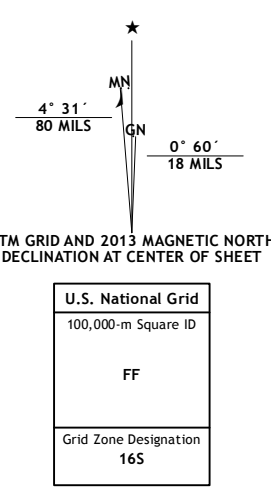 ★
MN
GN
4° 31´
80 MILS
0° 60´
18 MILS
TM GRID AND 2013 MAGNETIC NORTH
DECLINATION AT CENTER OF SHEET
U.S. National Grid
100,000-m Square ID
FF
Grid Zone Designation
16S